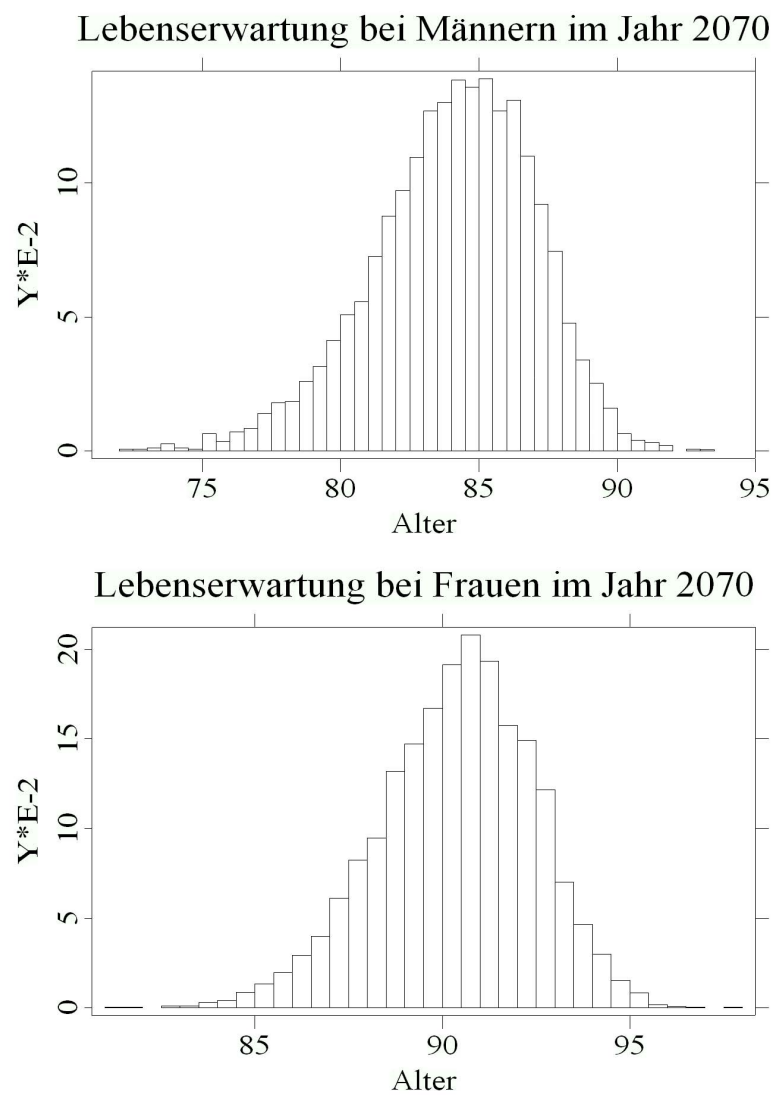 Lebenserwartung bei Männern im Jahr 2070
10
5
0
Y*E-2
75 80 85 90 95
Alter
Lebenserwartung bei Frauen im Jahr 2070
20
15
10
5
0
Y*E-2
85 90 95
Alter